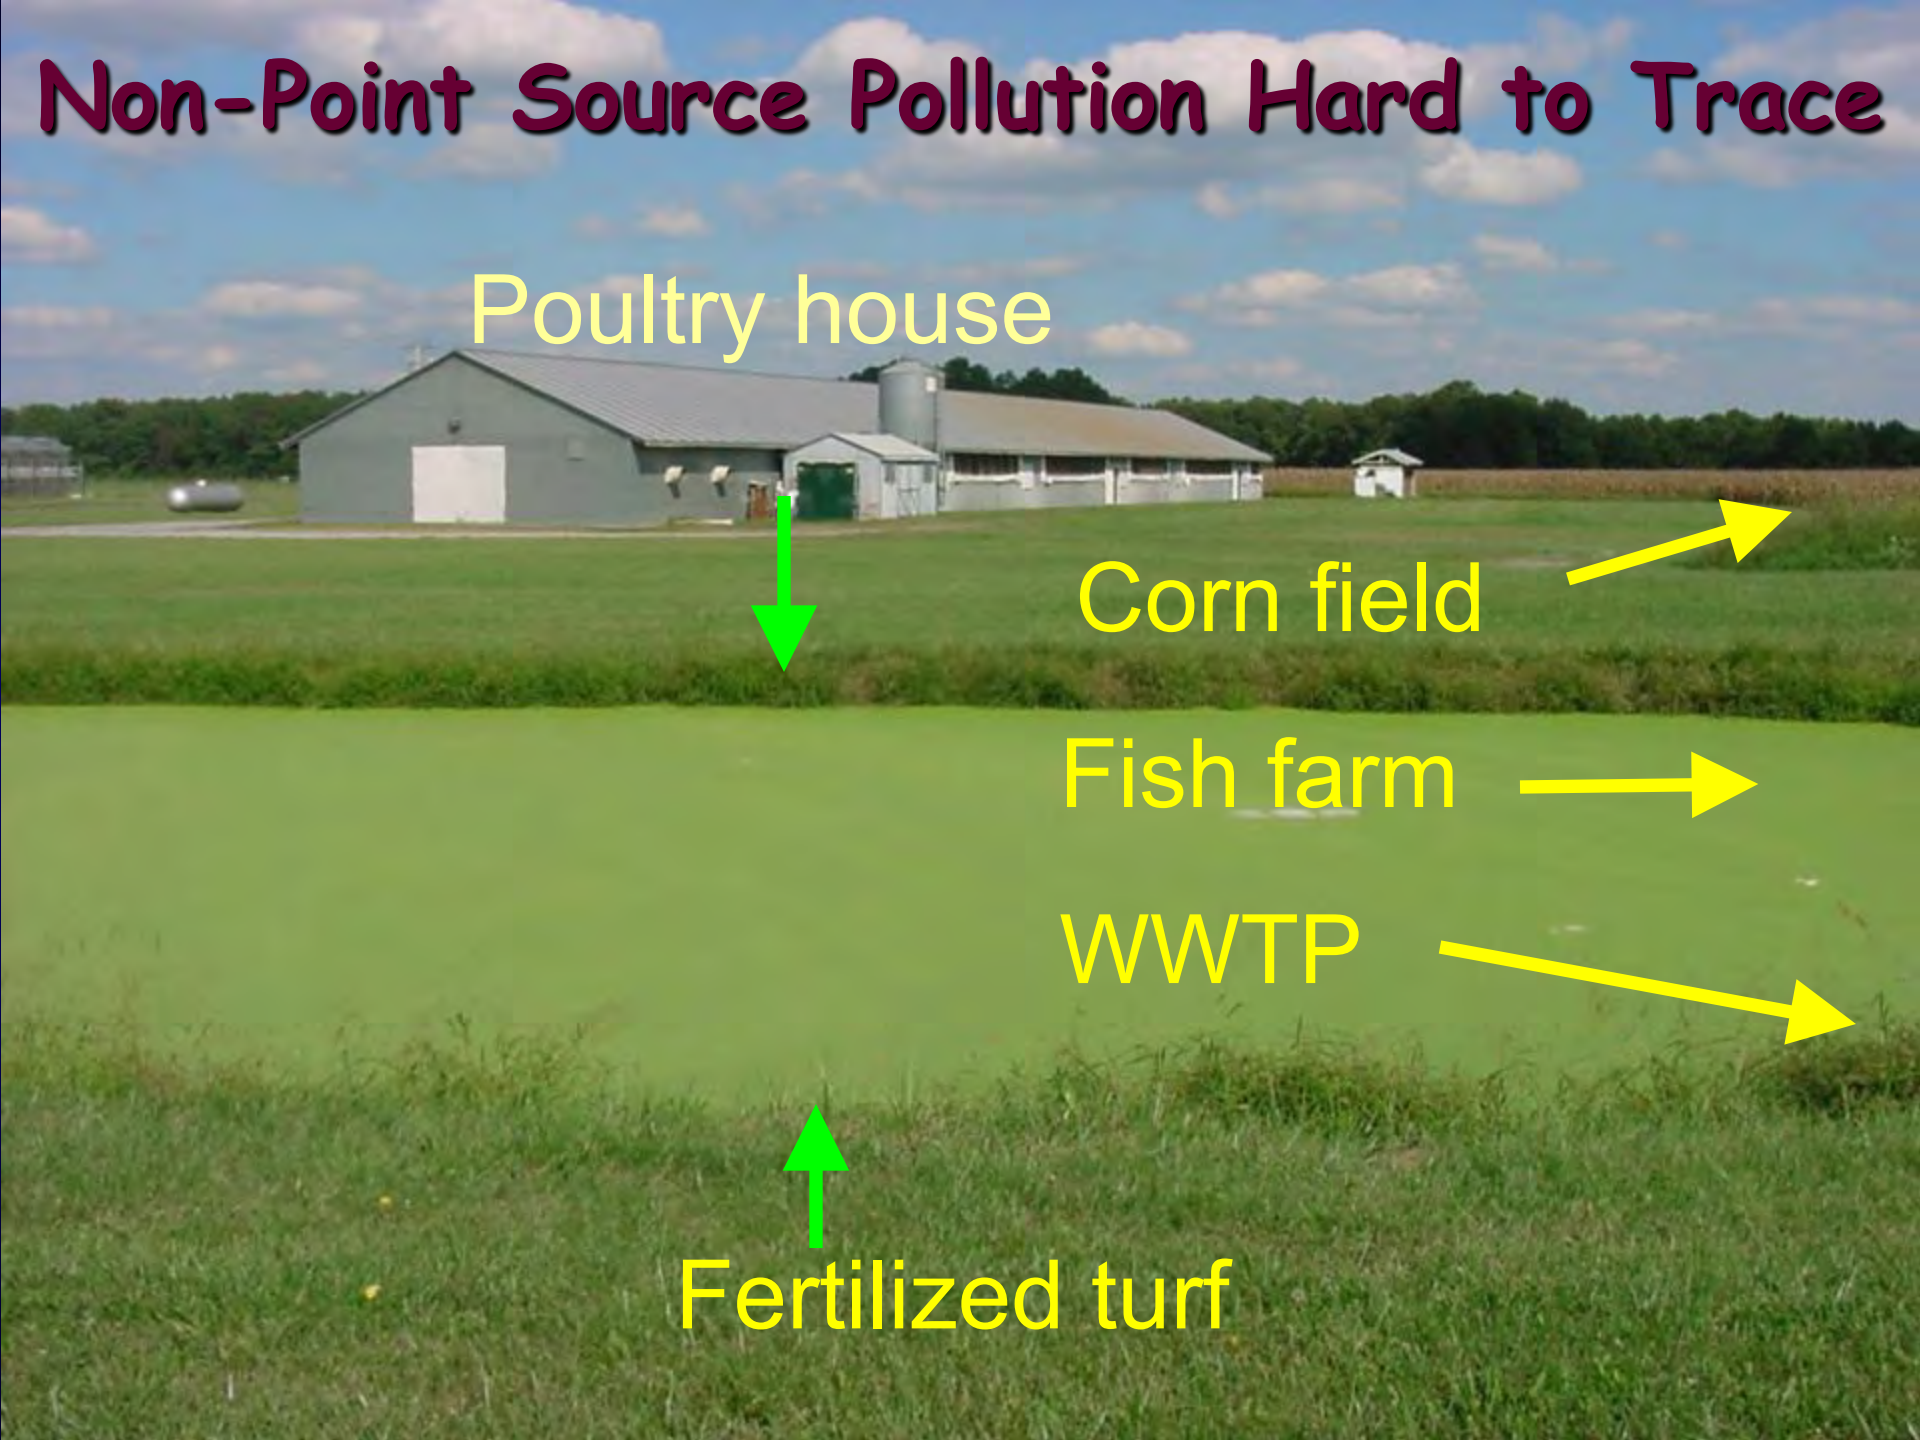 Non-Point Source Pollution Hard to Trace
Poultry house
Corn field
Fish farm
WWTP
Fertilized turf